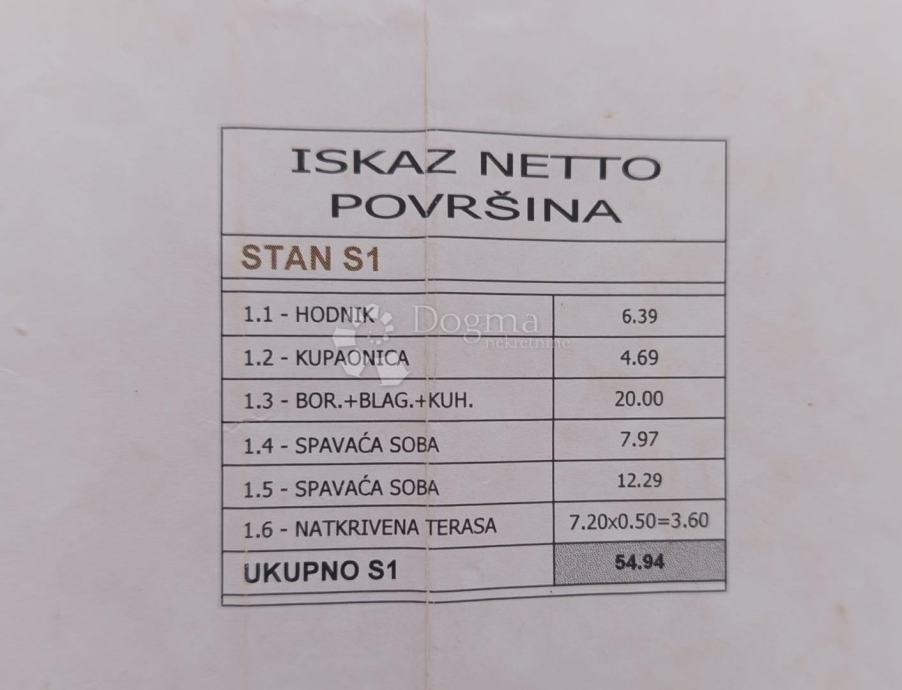 ISKAZ NETTO
POVRŠINA
STAN S1
1.1 - HODNIK 6.39
Dogma
nekretnine
1.2 - KUPAONICA 4.69
1.3 - BOR.+BLAG.+KUH. 20.00
1.4 - SPAVAĆA SOBA 7.97
1.5 - SPAVAĆA SOBA 12.29
1.6 - NATKRIVENA TERASA 7.20x0.50=3.60
UKUPNO S1 54.94